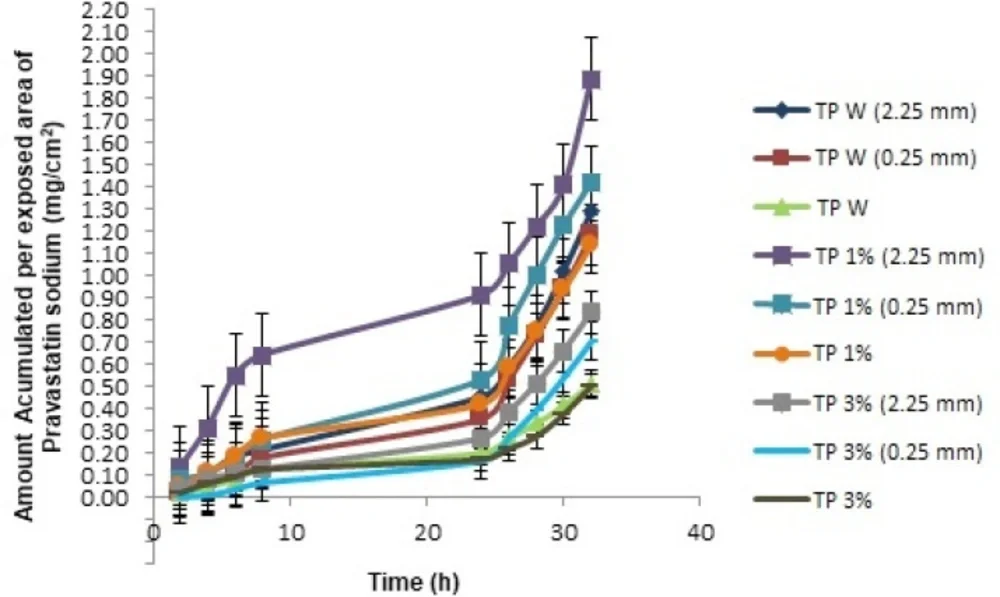 Amount Acumulated per exposed area of
Pravastatin sodium (mg/cm²)
2.20
2.10
2.00
1.90
1.80
1.70
1.60
1.50
1.40
1.30
1.20
1.10
1.00
0.90
0.80
0.70
0.60
0.50
0.40
0.30
0.20
0.10
0.00
0 10 20 30 40
Time (h)
TP W (2.25 mm)
TP W (0.25 mm)
TP W
TP 1% (2.25 mm)
TP 1% (0.25 mm)
TP 1%
TP 3% (2.25 mm)
TP 3% (0.25 mm)
TP 3%